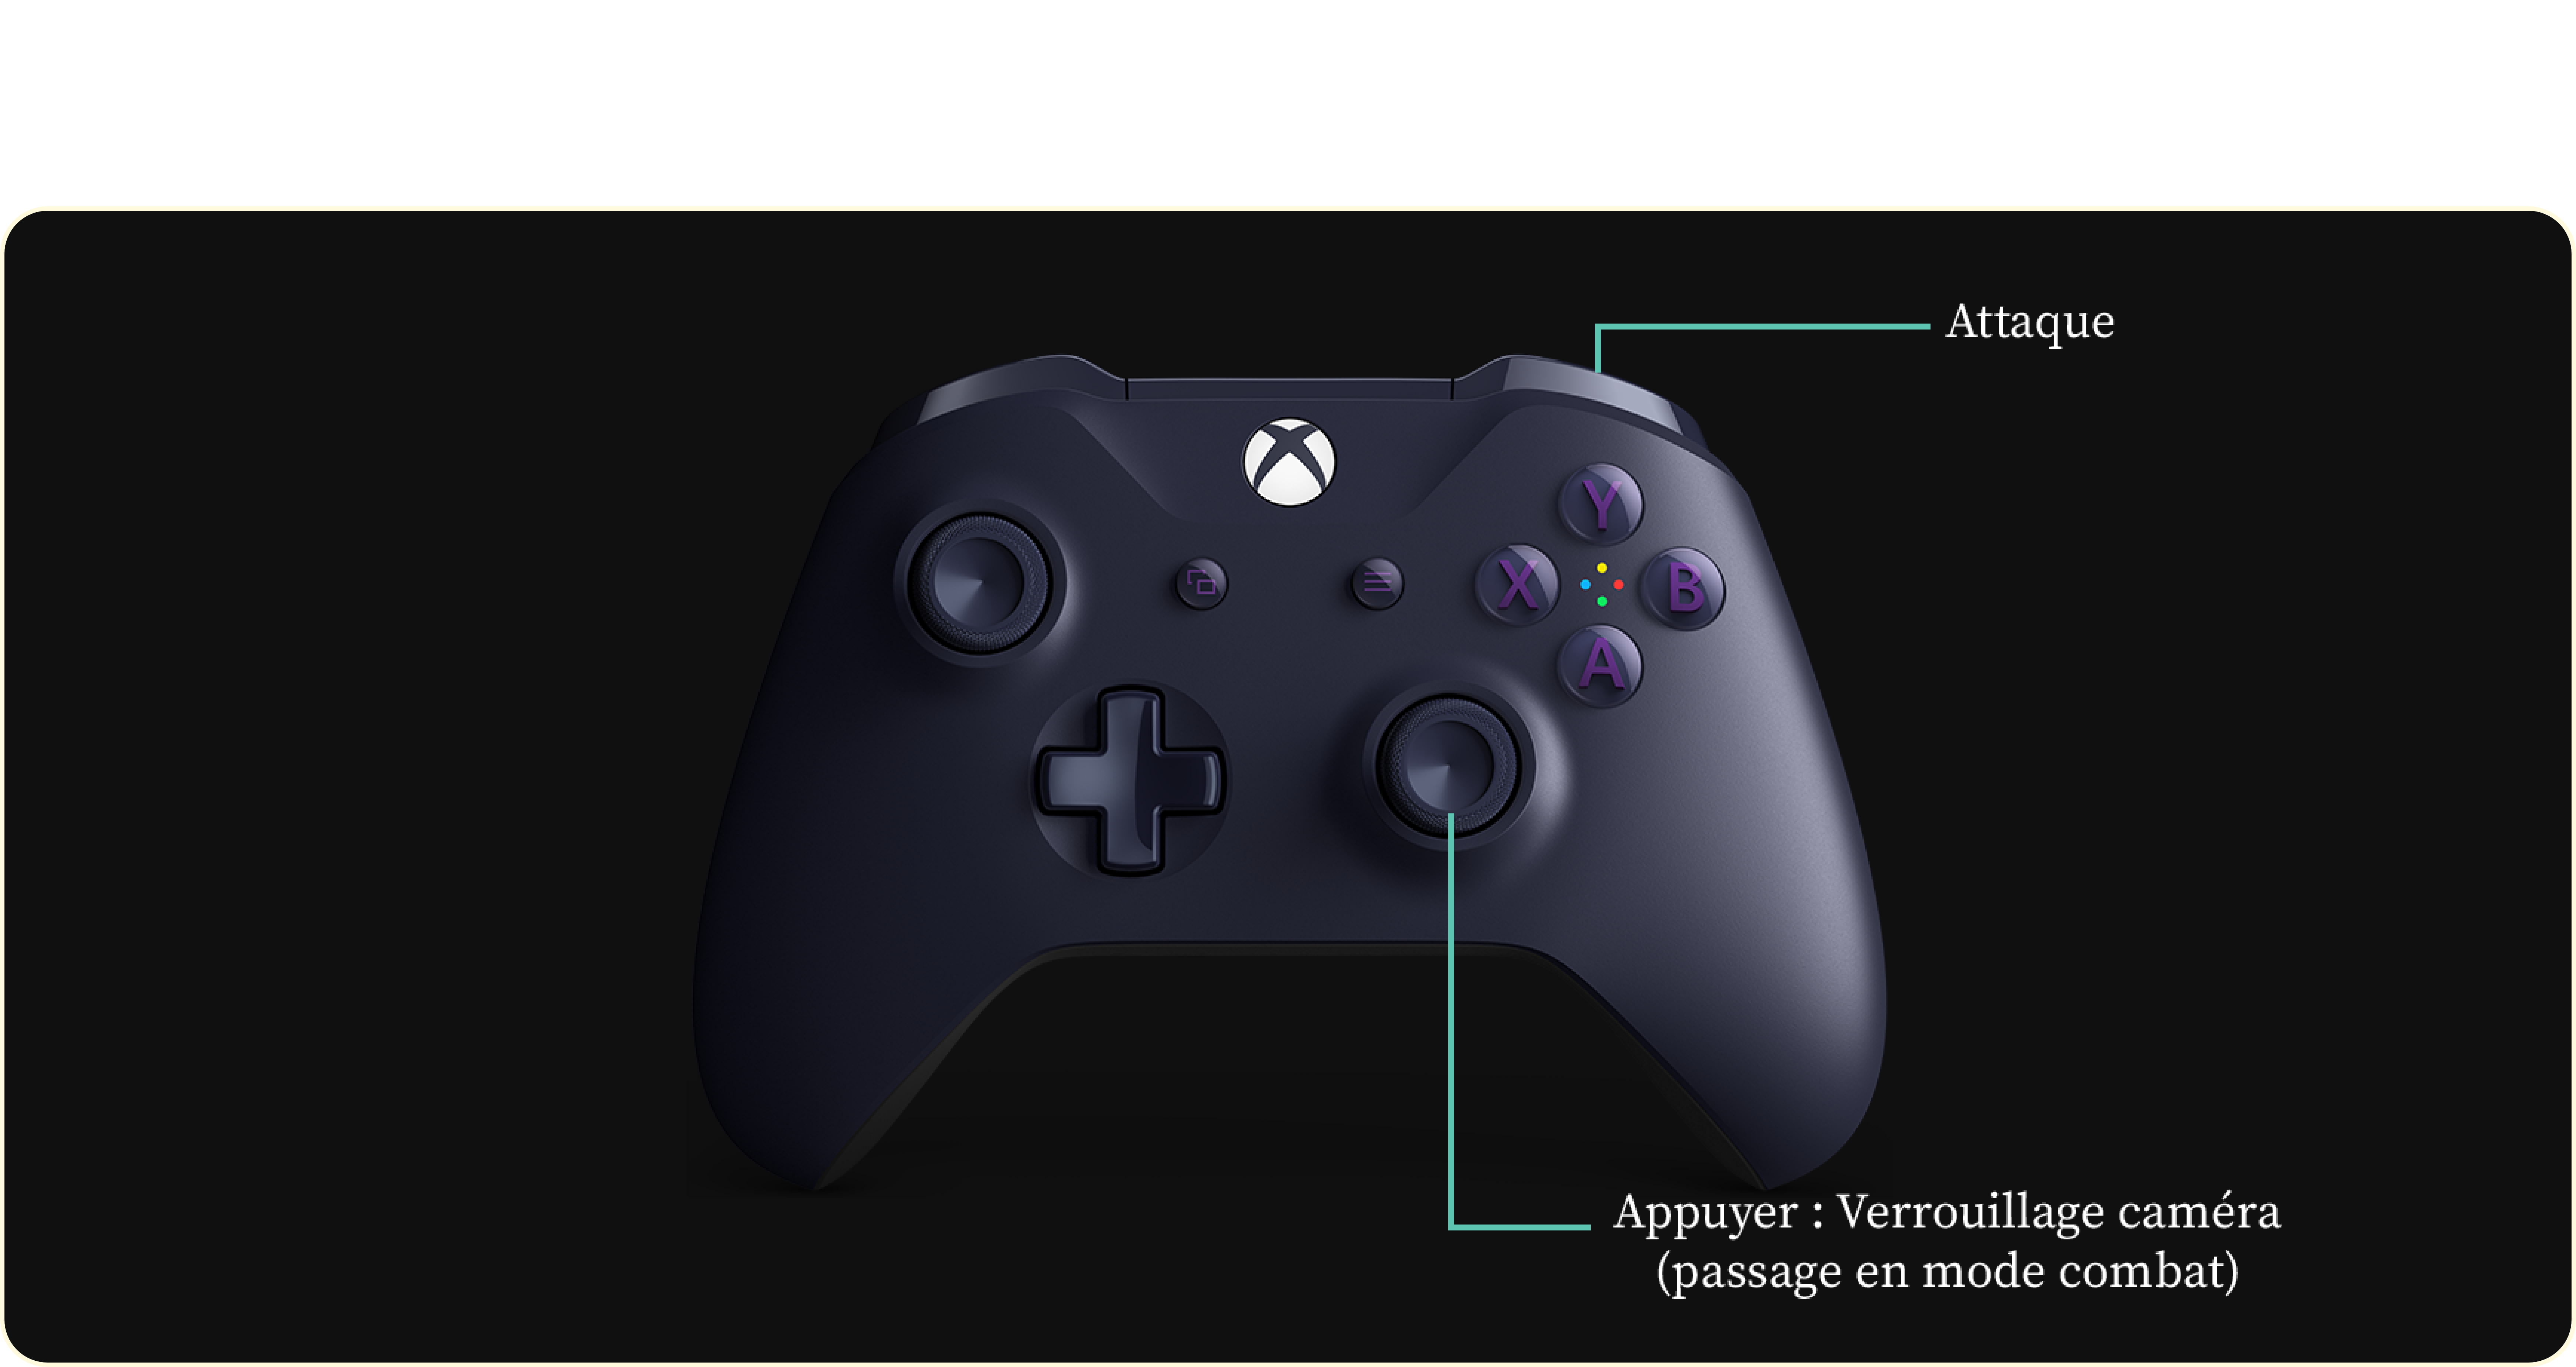 Attaque
Y
X
B
A
Appuyer : Verrouillage caméra
(passage en mode combat)